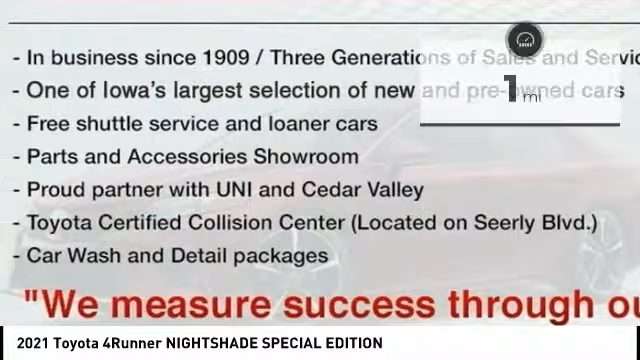 - In business since 1909 / Three Generations of Sales and Servic
- One of Iowa's largest selection of new and pre-owned cars
1 mi
- Free shuttle service and loaner cars
- Parts and Accessories Showroom
- Proud partner with UNI and Cedar Valley
- Toyota Certified Collision Center (Located on Seerly Blvd.)
- Car Wash and Detail packages
"We measure success through ou
2021 Toyota 4Runner NIGHTSHADE SPECIAL EDITION